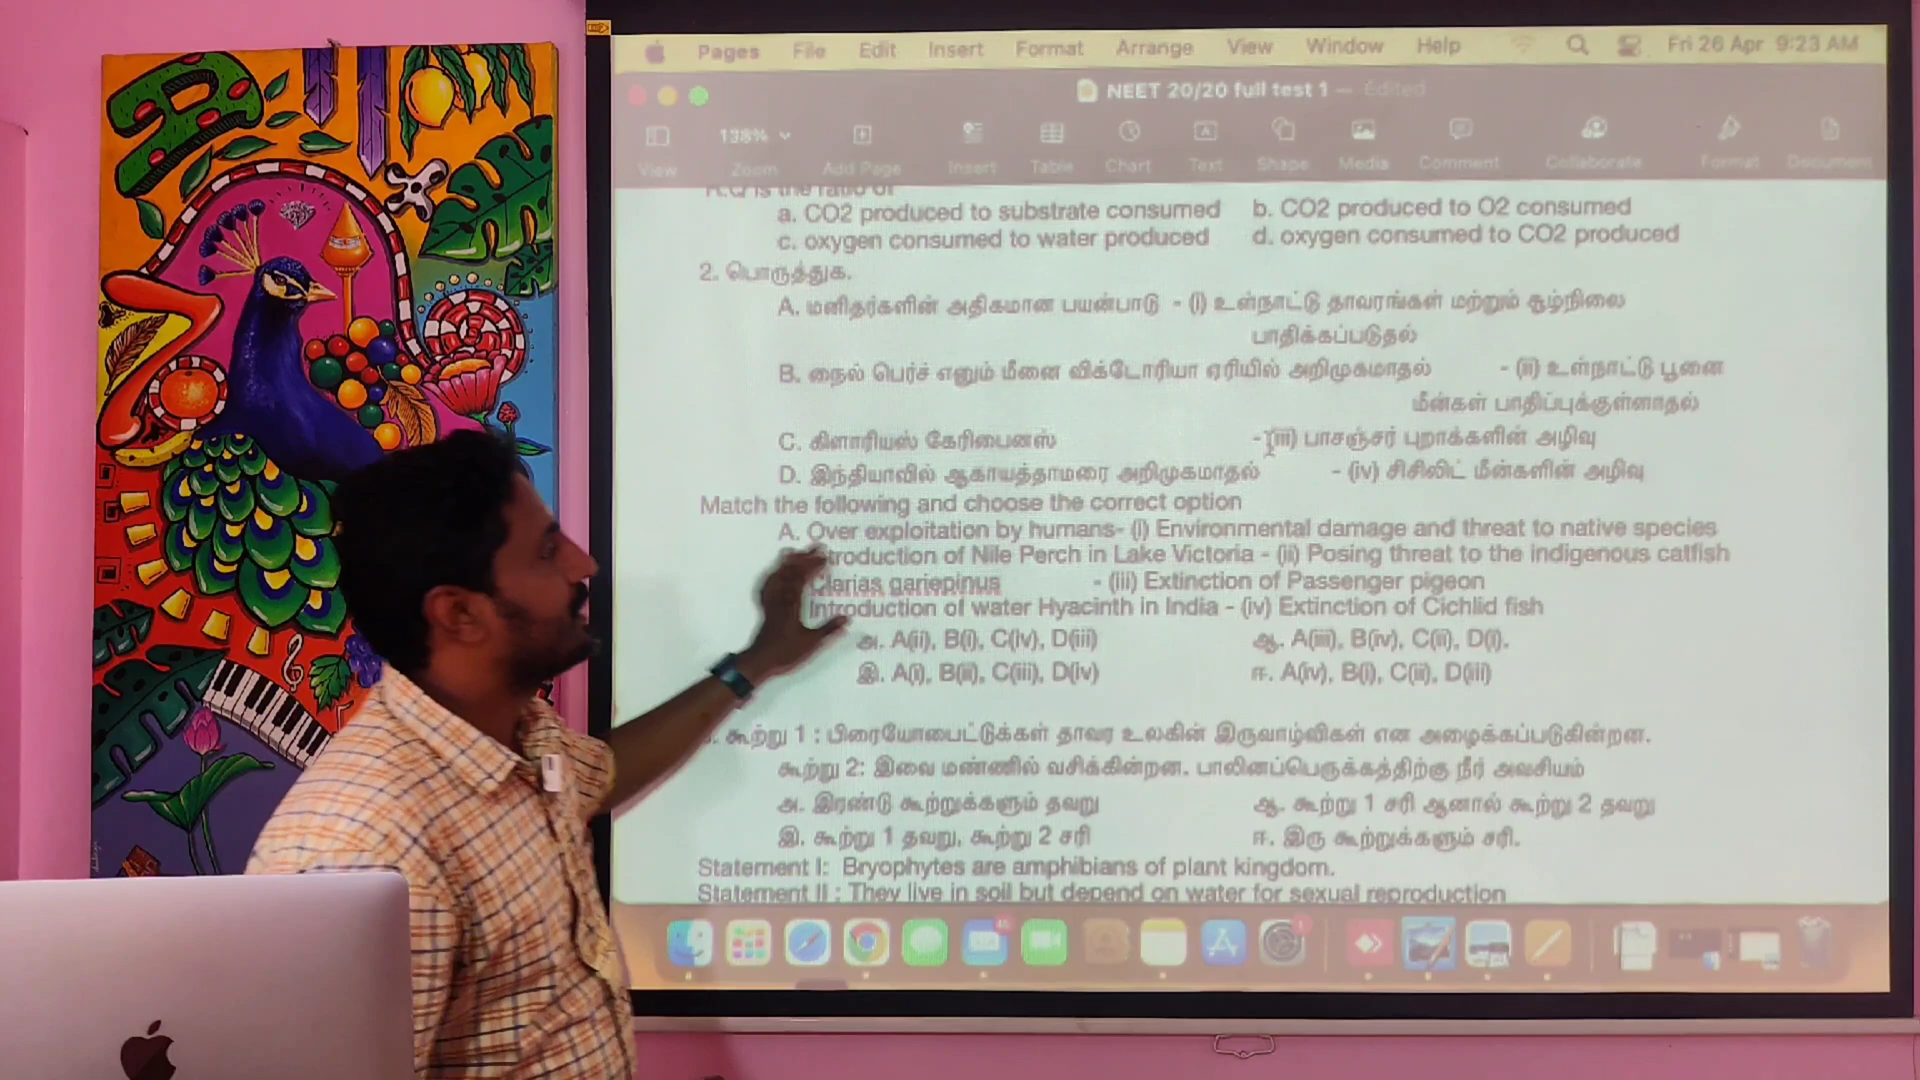 Pages File Edit Insert Format Arrange View Window Help Fri 26 Apr 9:23 AM
NEET 20/20 full test 1 — Edited
138%
View Zoom Add Page Insert Table Chart Text Shape Media Comment Collaborate Format Document
R.Q is the ratio of
a. CO2 produced to substrate consumed b. CO2 produced to O2 consumed
c. oxygen consumed to water produced d. oxygen consumed to CO2 produced
2. பொருத்துக.
A. மனிதர்களின் அதிகமான பயன்பாடு - (i) உள்நாட்டு தாவரங்கள் மற்றும் சூழ்நிலை
பாதிக்கப்படுதல்
B. நைல் பெர்ச் எனும் மீனை விக்டோரியா ஏரியில் அறிமுகமாதல் - (ii) உள்நாட்டு பூனை
மீன்கள் பாதிப்புக்குள்ளாதல்
C. கிளாரியஸ் கேரிபைனஸ் - (iii) பாசஞ்சர் புறாக்களின் அழிவு
D. இந்தியாவில் ஆகாயத்தாமரை அறிமுகமாதல் - (iv) சிசிலிட் மீன்களின் அழிவு
Match the following and choose the correct option
A. Over exploitation by humans- (i) Environmental damage and threat to native species
troduction of Nile Perch in Lake Victoria - (ii) Posing threat to the indigenous catfish
Clarias gariepinus - (iii) Extinction of Passenger pigeon
Introduction of water Hyacinth in India - (iv) Extinction of Cichlid fish
அ. A(ii), B(i), C(iv), D(iii) ஆ. A(iii), B(iv), C(ii), D(i).
இ. A(i), B(ii), C(iii), D(iv) ஈ. A(iv), B(i), C(ii), D(iii)
கூற்று 1 : பிரையோபைட்டுக்கள் தாவர உலகின் இருவாழ்விகள் என அழைக்கப்படுகின்றன.
கூற்று 2: இவை மண்ணில் வசிக்கின்றன. பாலினப்பெருக்கத்திற்கு நீர் அவசியம்
அ. இரண்டு கூற்றுக்களும் தவறு ஆ. கூற்று 1 சரி ஆனால் கூற்று 2 தவறு
இ. கூற்று 1 தவறு, கூற்று 2 சரி ஈ. இரு கூற்றுக்களும் சரி.
Statement I: Bryophytes are amphibians of plant kingdom.
Statement II : They live in soil but depend on water for sexual reproduction